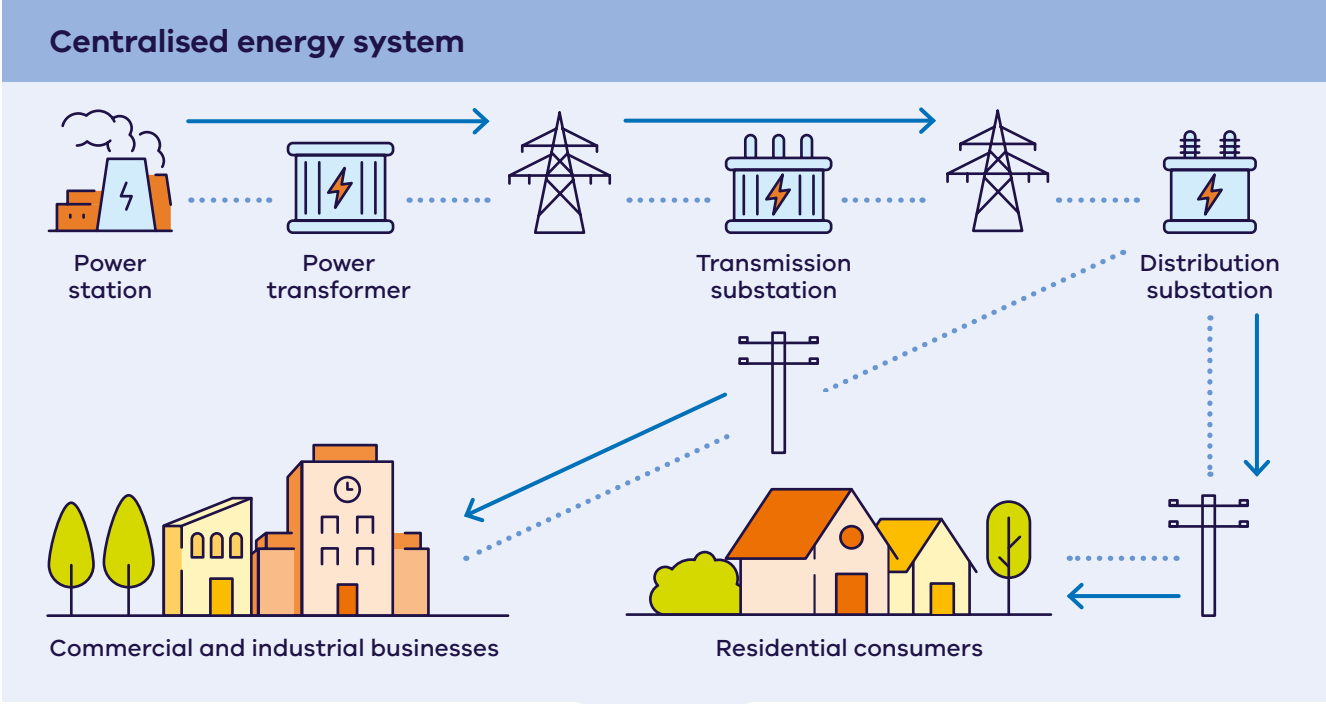 Centralised energy system
Power
station
Power
transformer
Transmission
substation
Distribution
substation
Commercial and industrial businesses
Residential consumers